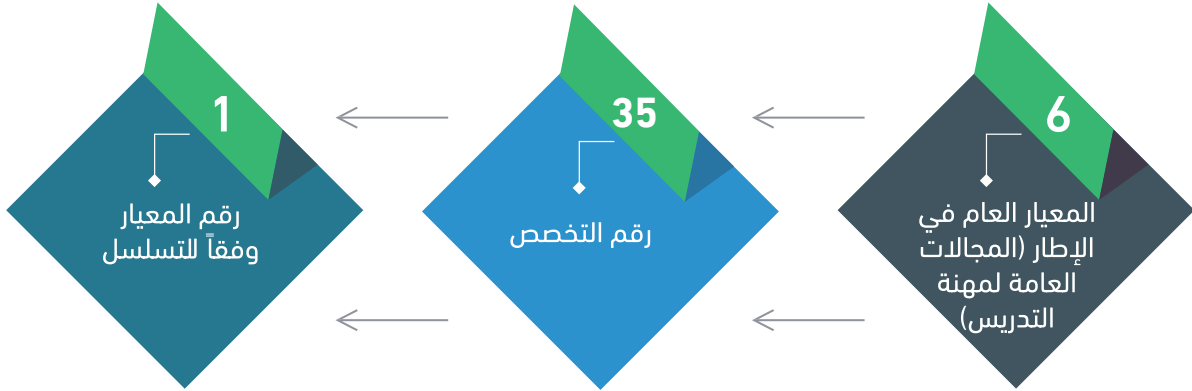 6
المعيار العام في
الإطار (المجالات
العامة لمهنة
التدريس)
35
رقم التخصص
1
رقم المعيار
وفقاً للتسلسل